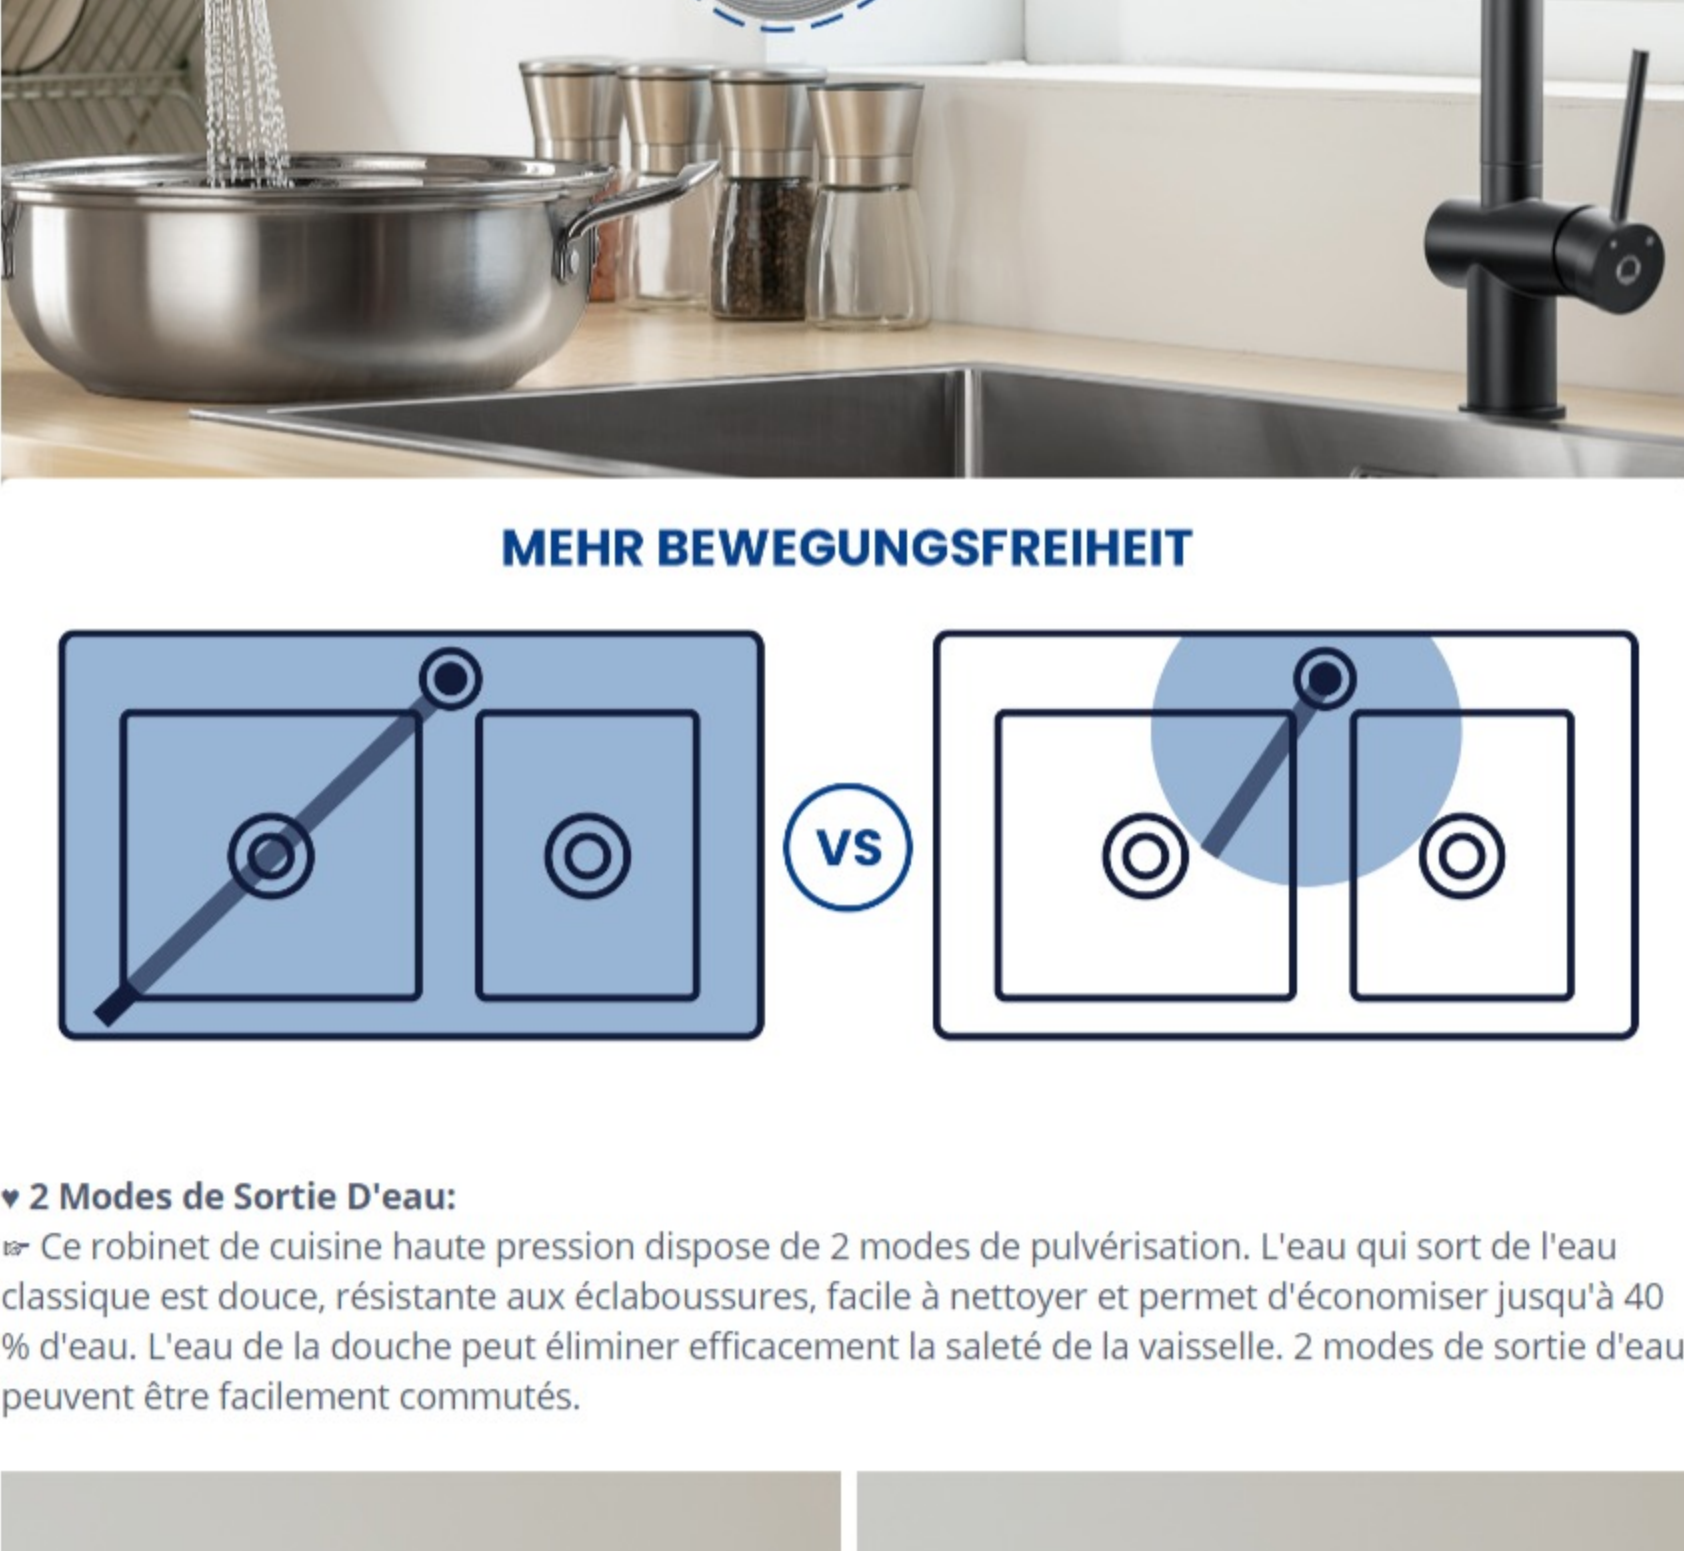 MEHR BEWEGUNGSFREIHEIT
VS
♥ 2 Modes de Sortie D'eau:
☞ Ce robinet de cuisine haute pression dispose de 2 modes de pulvérisation. L'eau qui sort de l'eau
classique est douce, résistante aux éclaboussures, facile à nettoyer et permet d'économiser jusqu'à 40
% d'eau. L'eau de la douche peut éliminer efficacement la saleté de la vaisselle. 2 modes de sortie d'eau
peuvent être facilement commutés.